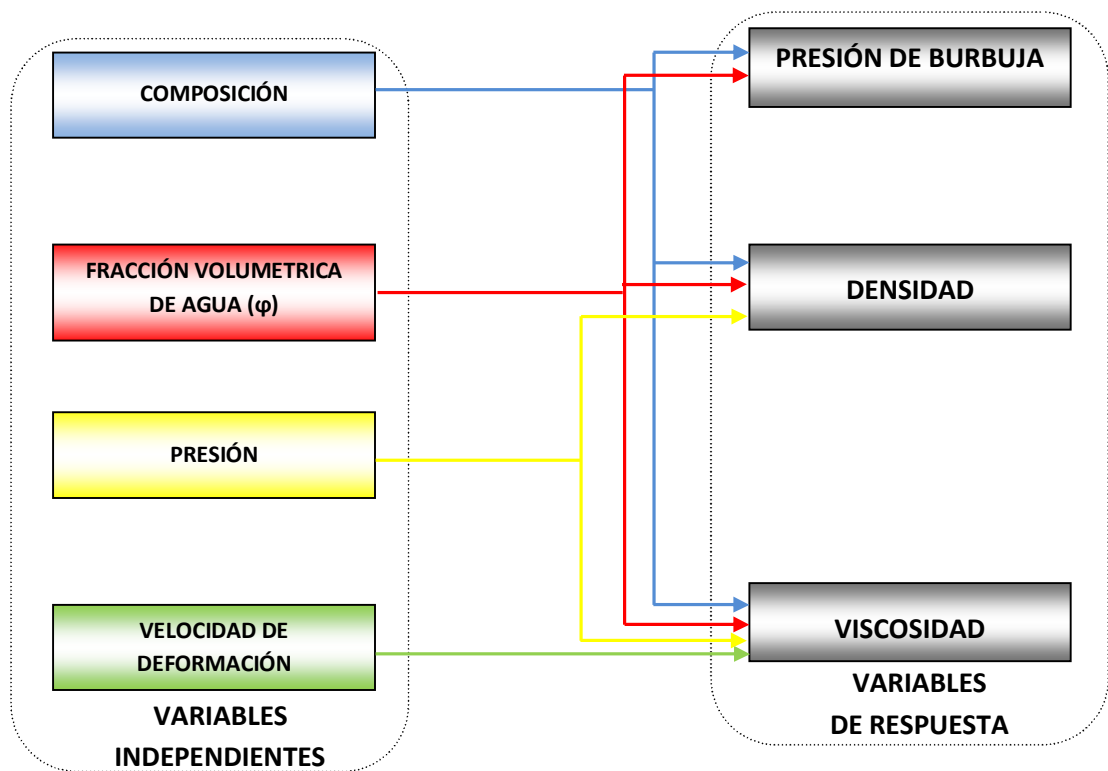 COMPOSICIÓN
FRACCIÓN VOLUMETRICA
DE AGUA (φ)
PRESIÓN
VELOCIDAD DE
DEFORMACIÓN
VARIABLES
INDEPENDIENTES
PRESIÓN DE BURBUJA
DENSIDAD
VISCOSIDAD
VARIABLES
DE RESPUESTA